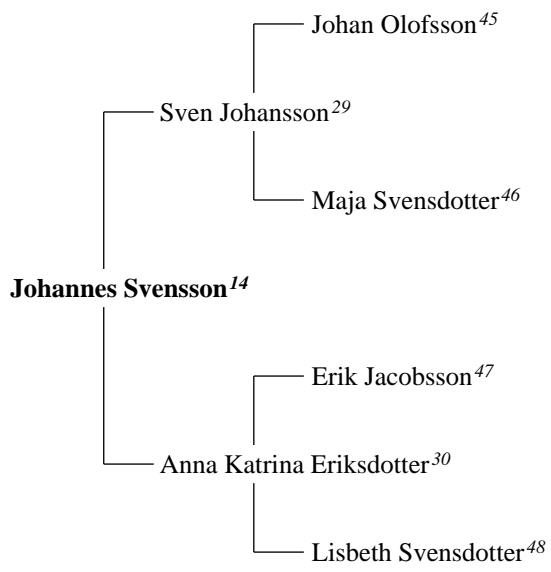 Johan Olofsson45
Sven Johansson29
Maja Svensdotter46
Johannes Svensson14
Erik Jacobsson47
Anna Katrina Eriksdotter30
Lisbeth Svensdotter48